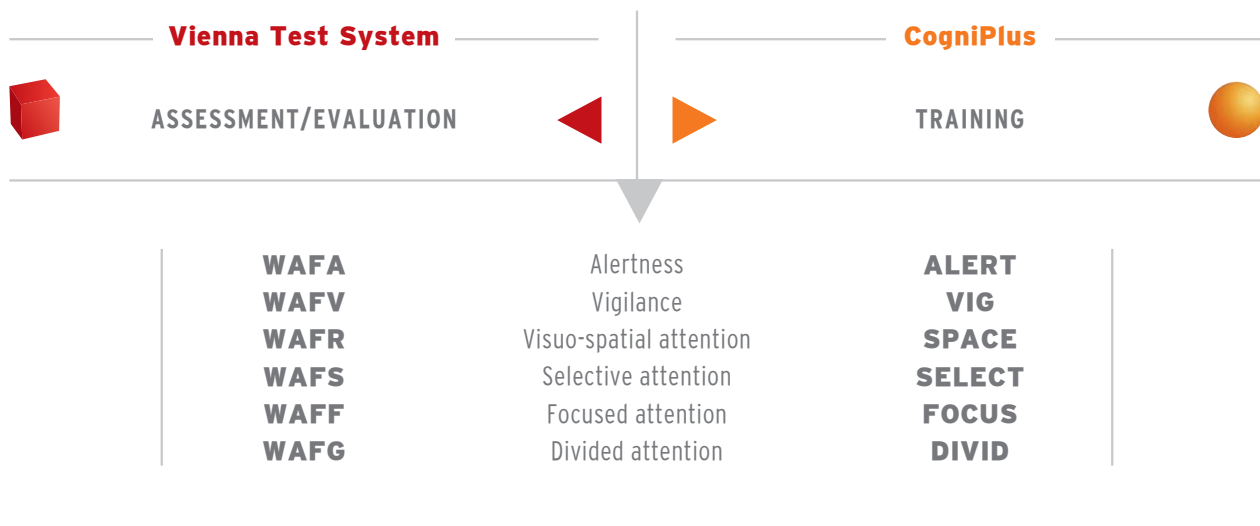 Vienna Test System CogniPlus
ASSESSMENT/EVALUATION TRAINING
WAFA Alertness ALERT
WAFV Vigilance VIG
WAFR Visuo-spatial attention SPACE
WAFS Selective attention SELECT
WAFF Focused attention FOCUS
WAFG Divided attention DIVID